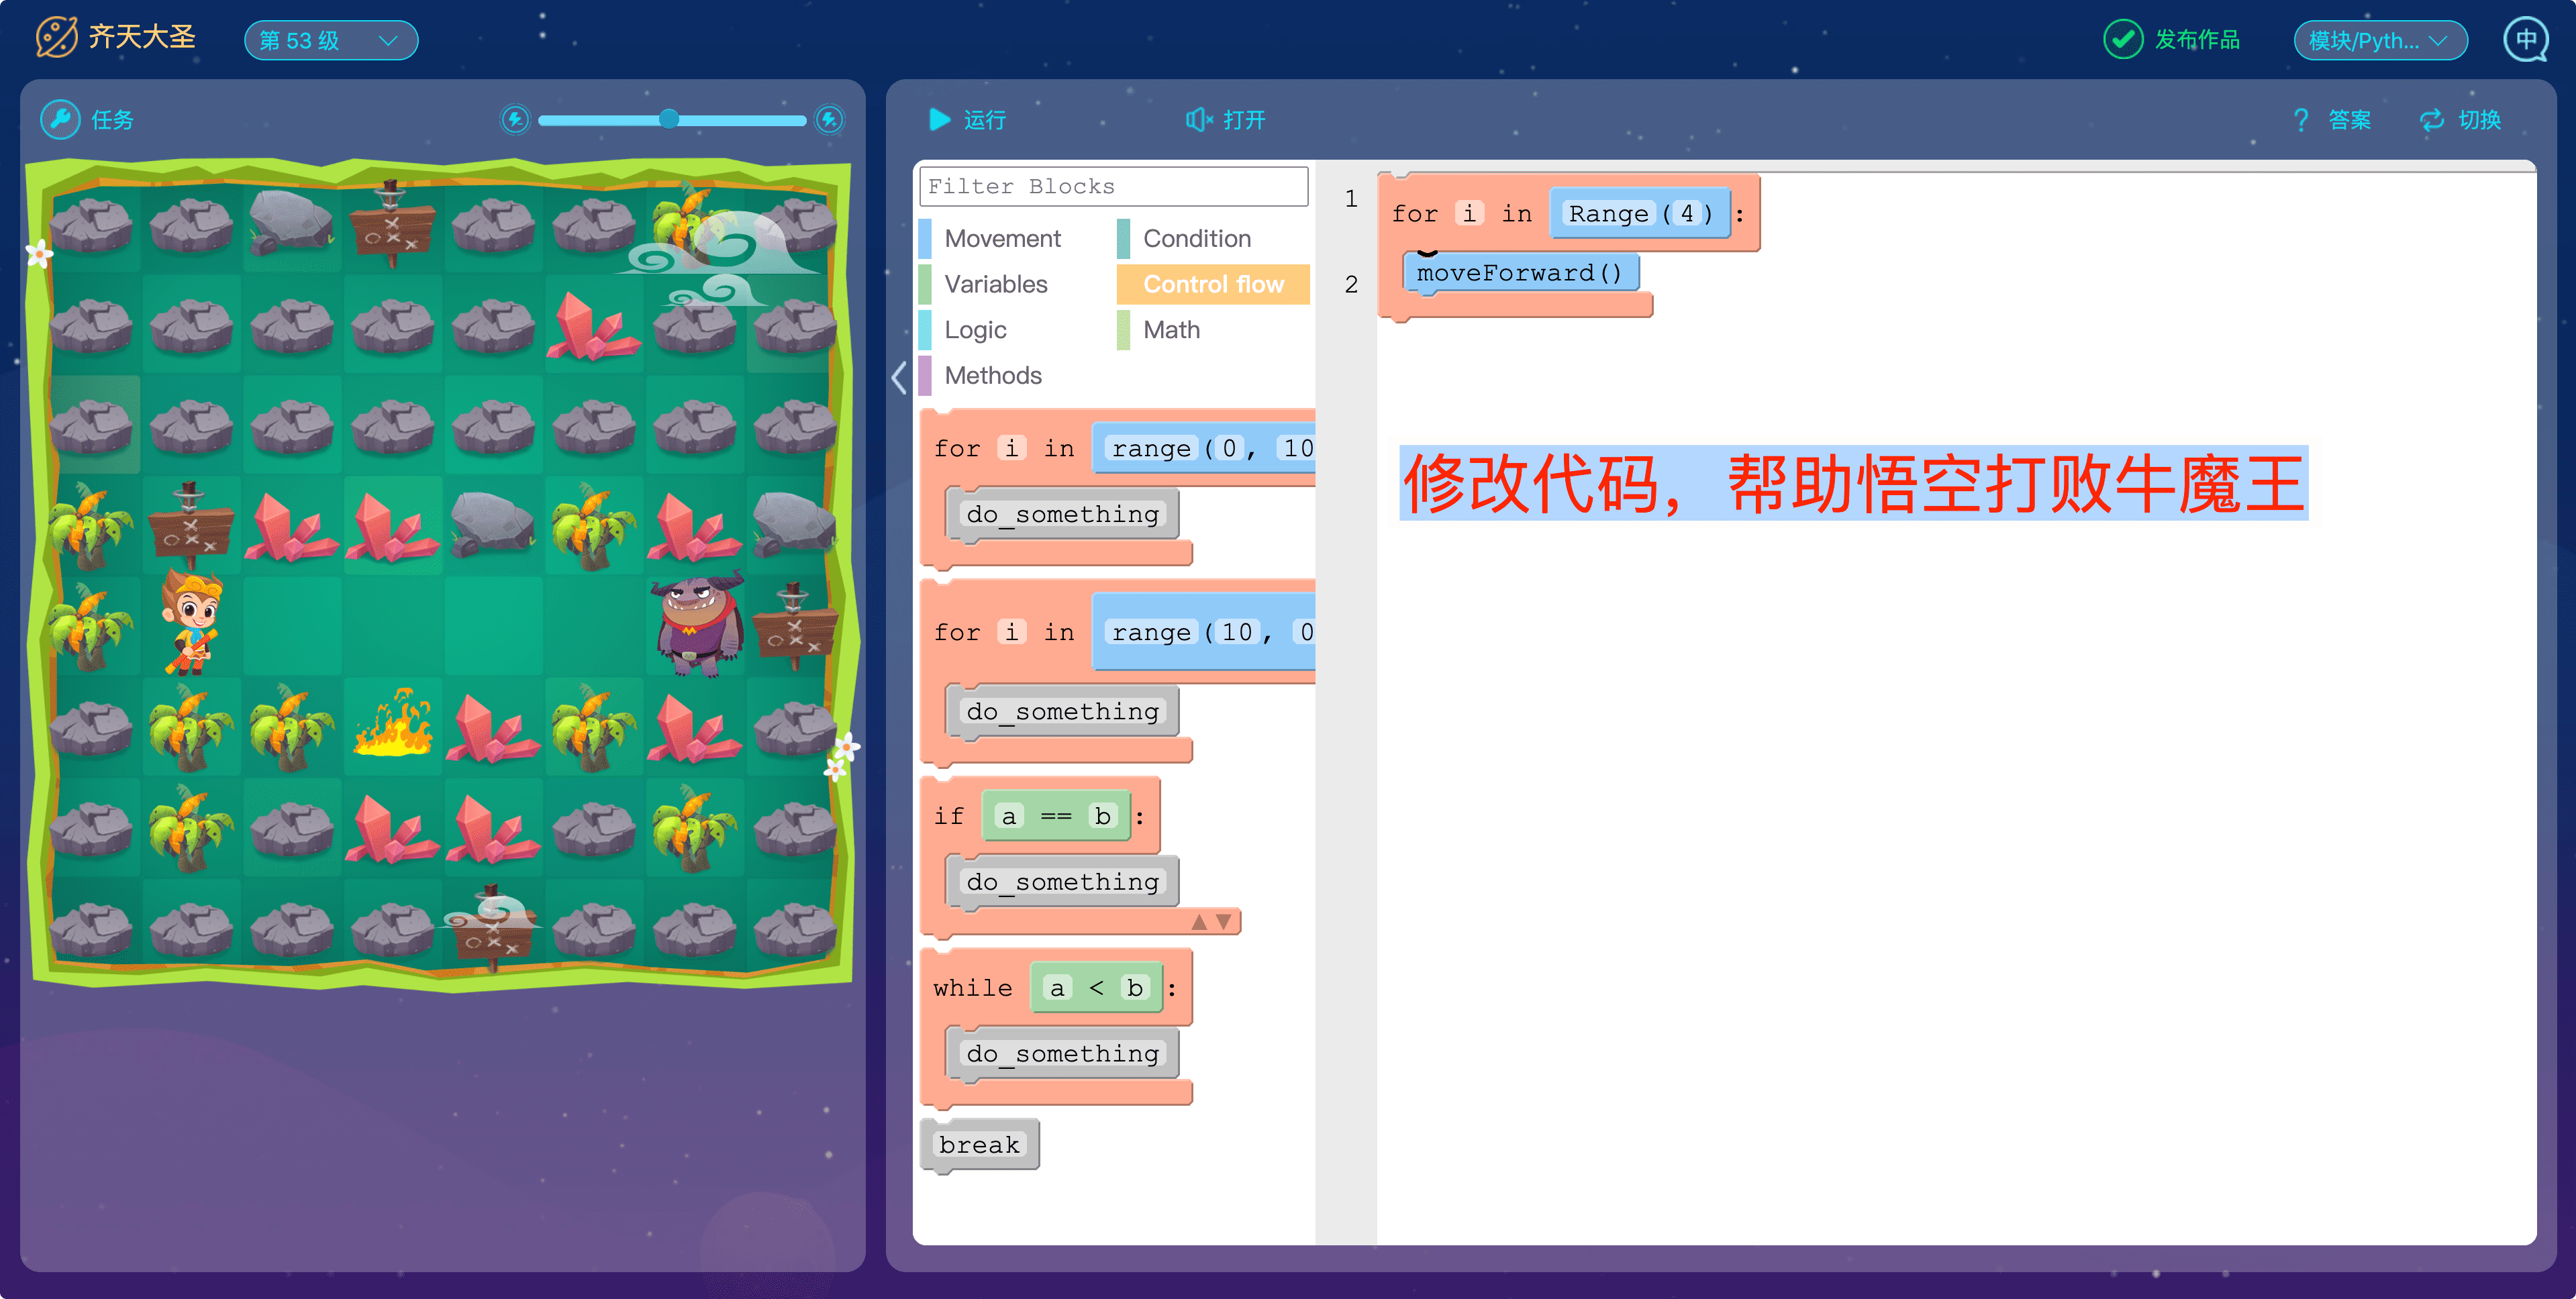 齐天大圣
第 53 级
发布作品
模块/Pyth...
中
任务
运行
打开
? 答案
切换
Filter Blocks
Movement
Condition
Variables
Control flow
Logic
Math
Methods
for i in range(0, 10
do_something
for i in range(10, 0
do_something
if a == b:
do_something
while a < b:
do_something
break
1
for i in Range(4):
2
moveForward()
修改代码，帮助悟空打败牛魔王